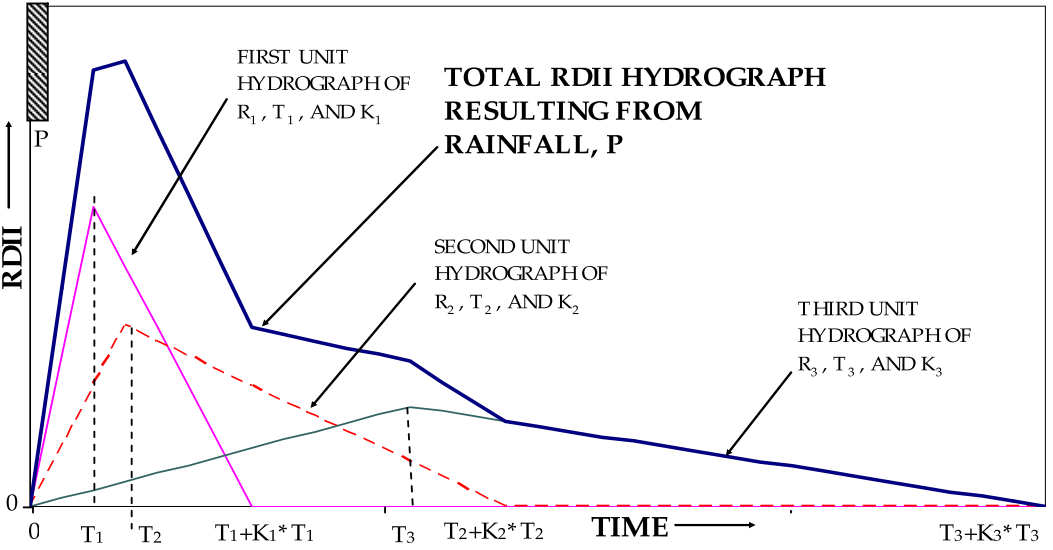 FIRST UNIT
HYDROGRAPH OF
R1 , T1 , AND K1
TOTAL RDII HYDROGRAPH
RESULTING FROM
RAINFALL, P
P
RDII
SECOND UNIT
HYDROGRAPH OF
R2 , T2 , AND K2
THIRD UNIT
HYDROGRAPH OF
R3 , T3 , AND K3
0
0
T1
T2
T1+K1*T1
T3
T2+K2*T2
TIME
T3+K3*T3